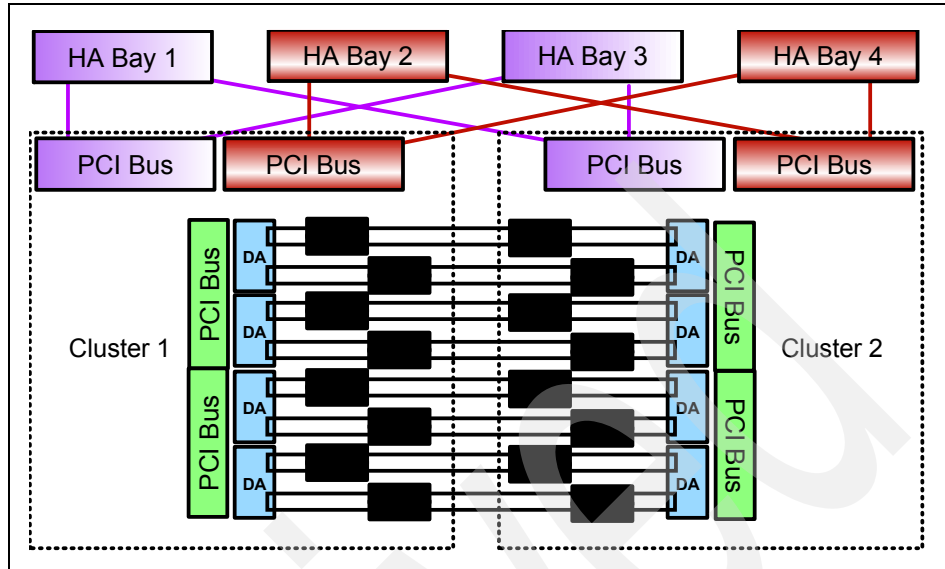 HA Bay 1
HA Bay 2
HA Bay 3
HA Bay 4
PCI Bus
PCI Bus
PCI Bus
PCI Bus
Cluster 1
PCI Bus
PCI Bus
DA
DA
DA
DA
DA
DA
DA
DA
PCI Bus
PCI Bus
Cluster 2